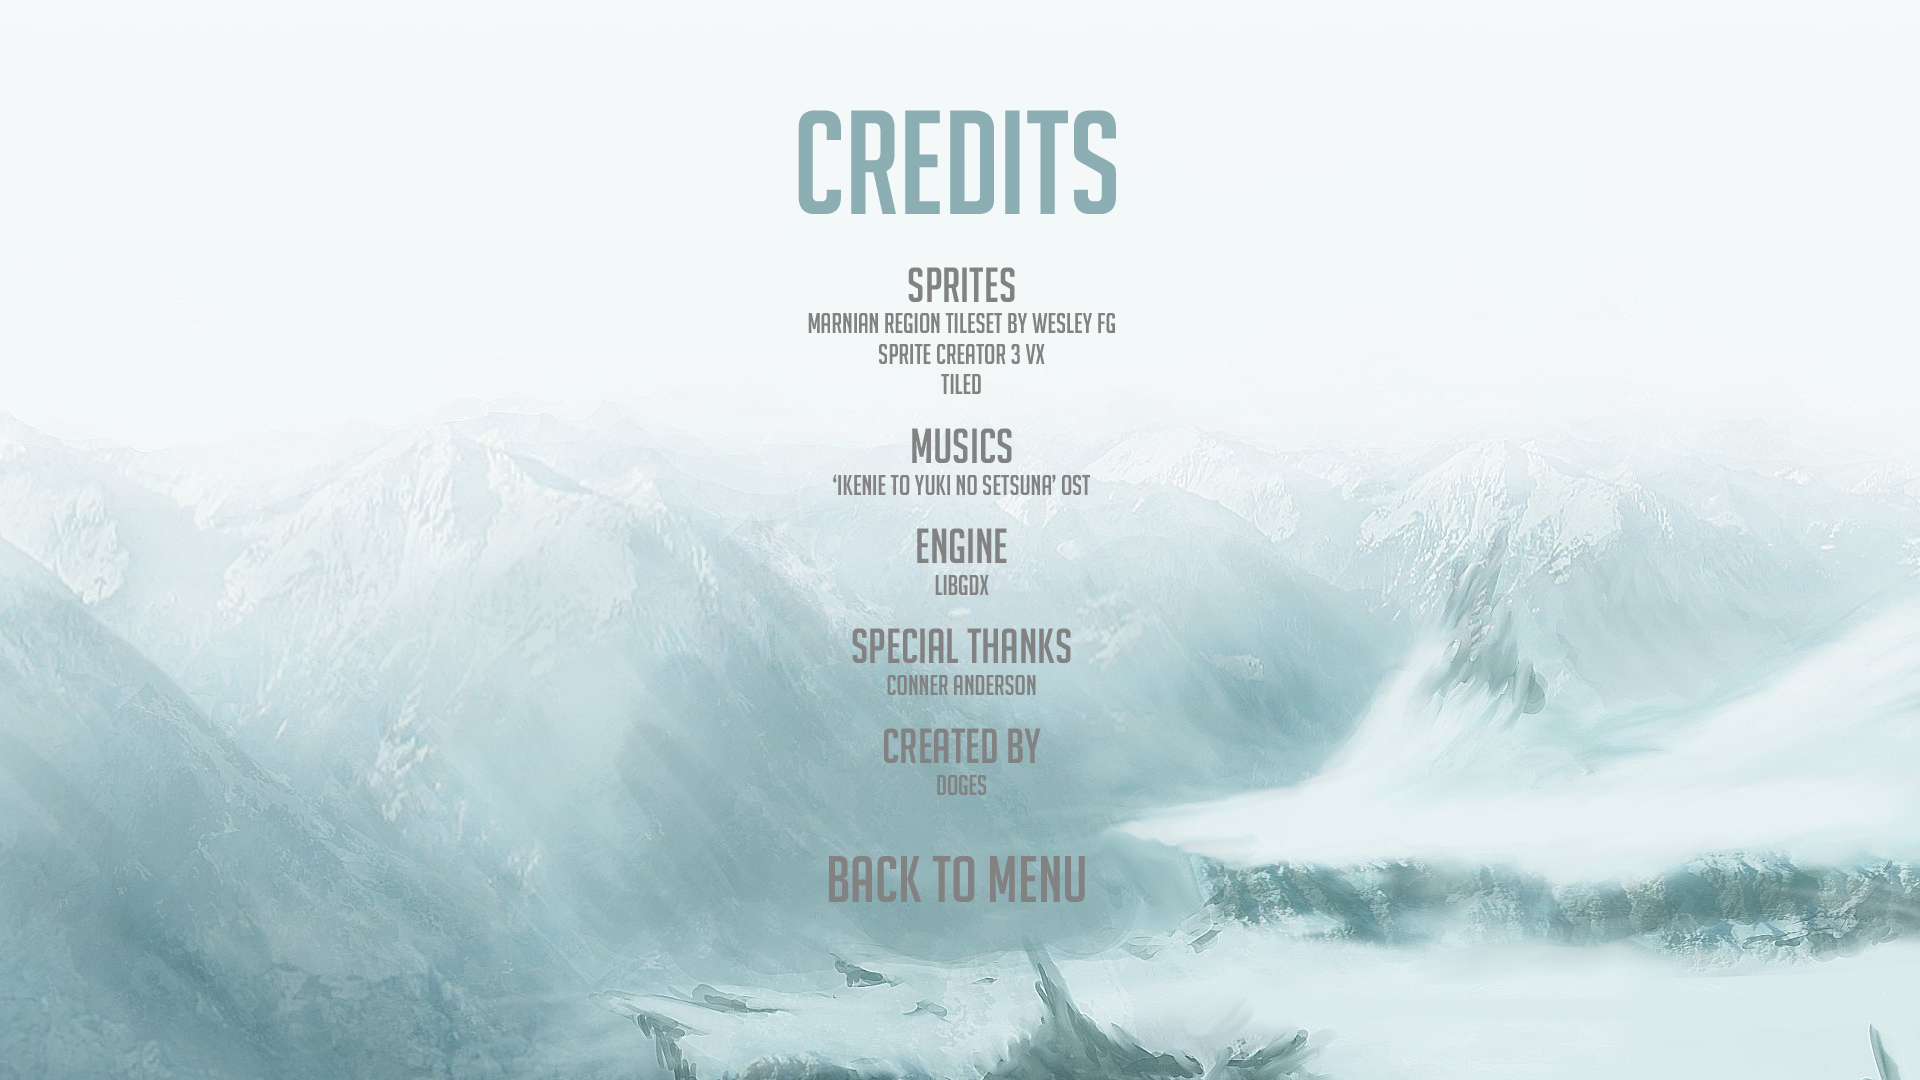 CREDITS
SPRITES
MARNIAN REGION TILESET BY WESLEY FG
SPRITE CREATOR 3 VX
TILED
MUSICS
‘IKENIE TO YUKI NO SETSUNA’ OST
ENGINE
LIBGDX
SPECIAL THANKS
CONNER ANDERSON
CREATED BY
DOGES
BACK TO MENU